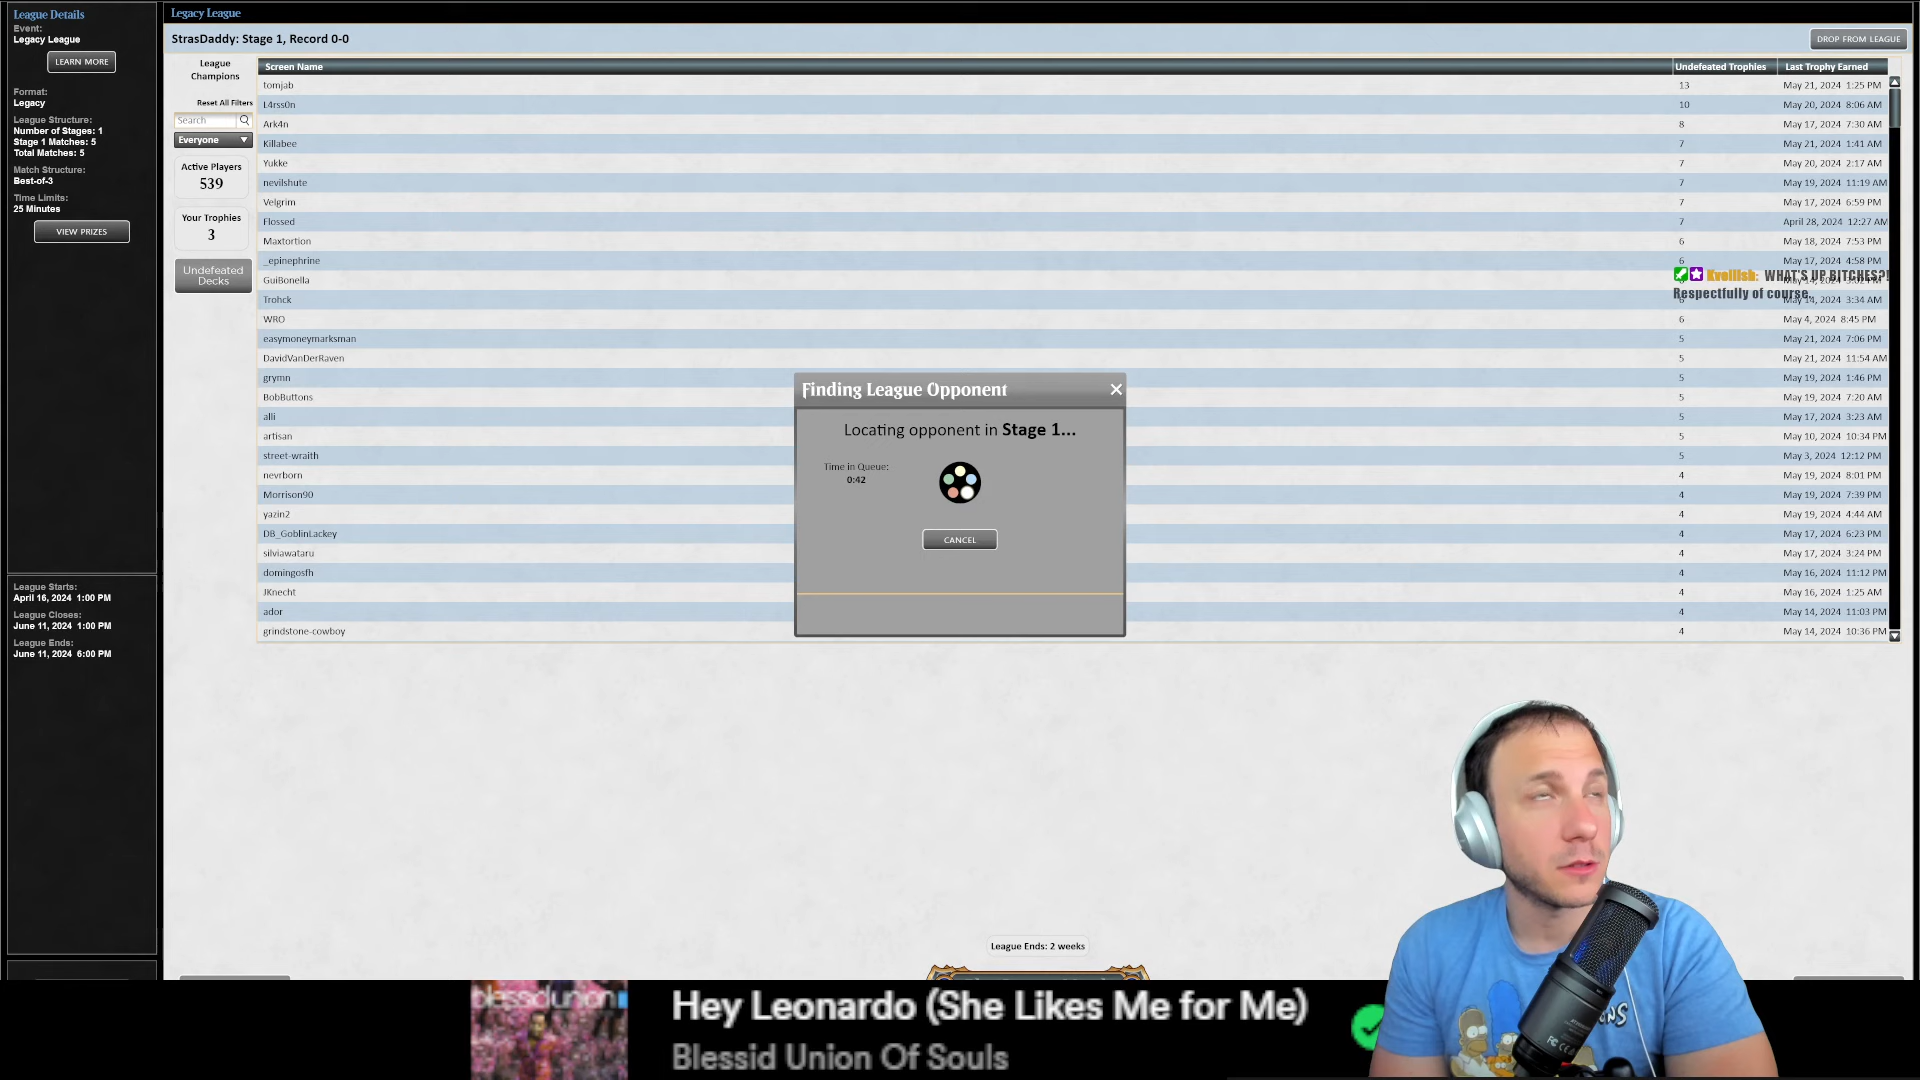 League Details
Event:
Legacy League
LEARN MORE
Format:
Legacy
League Structure:
Number of Stages: 1
Stage 1 Matches: 5
Total Matches: 5
Match Structure:
Best-of-3
Time Limits:
25 Minutes
VIEW PRIZES
League Starts:
April 16, 2024 1:00 PM
League Closes:
June 11, 2024 1:00 PM
League Ends:
June 11, 2024 6:00 PM
Legacy League
StrasDaddy: Stage 1, Record 0-0
DROP FROM LEAGUE
League
Champions
Reset All Filters
Search
Everyone
Active Players
539
Your Trophies
3
Undefeated
Decks
Screen Name Undefeated Trophies Last Trophy Earned
tomjab 13 May 21, 2024 1:25 PM
L4rss0n 10 May 20, 2024 8:06 AM
Ark4n 8 May 17, 2024 7:30 AM
Killabee 7 May 21, 2024 1:41 AM
Yukke 7 May 20, 2024 2:17 AM
nevilshute 7 May 19, 2024 11:19 AM
Velgrim 7 May 17, 2024 6:59 PM
Flossed 7 April 28, 2024 12:27 AM
Maxtortion 6 May 18, 2024 7:53 PM
_epinephrine 6 May 17, 2024 4:58 PM
GuiBonella
Kvellish: WHAT'S UP BITCHES?!
Respectfully of course.
Trohck 6 May 14, 2024 3:34 AM
WRO 6 May 4, 2024 8:45 PM
easymoneymarksman 5 May 21, 2024 7:06 PM
DavidVanDerRaven 5 May 21, 2024 11:54 AM
grymn 5 May 19, 2024 1:46 PM
BobButtons 5 May 19, 2024 7:20 AM
alli 5 May 17, 2024 3:23 AM
artisan 5 May 10, 2024 10:34 PM
street-wraith 5 May 3, 2024 12:12 PM
nevrborn 4 May 19, 2024 8:01 PM
Morrison90 4 May 19, 2024 7:39 PM
yazin2 4 May 19, 2024 4:44 AM
DB_GoblinLackey 4 May 17, 2024 6:23 PM
silviawataru 4 May 17, 2024 3:24 PM
domingosfh 4 May 16, 2024 11:12 PM
JKnecht 4 May 16, 2024 1:25 AM
ador 4 May 14, 2024 11:03 PM
grindstone-cowboy 4 May 14, 2024 10:36 PM
Finding League Opponent
Locating opponent in Stage 1...
Time in Queue:
0:42
CANCEL
League Ends: 2 weeks
blessidunion
Hey Leonardo (She Likes Me for Me)
Blessid Union Of Souls